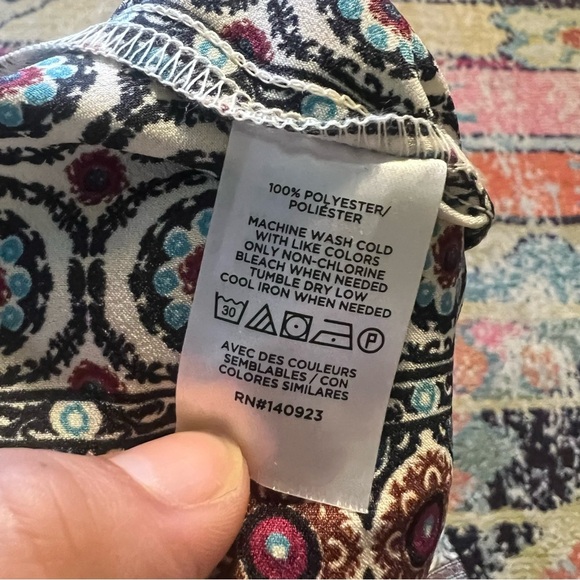 100% POLYESTER/
POLIÉSTER
MACHINE WASH COLD
WITH LIKE COLORS
ONLY NON-CHLORINE
BLEACH WHEN NEEDED
TUMBLE DRY LOW
COOL IRON WHEN NEEDED
30 P
AVEC DES COULEURS
SEMBLABLES / CON
COLORES SIMILARES
RN#140923